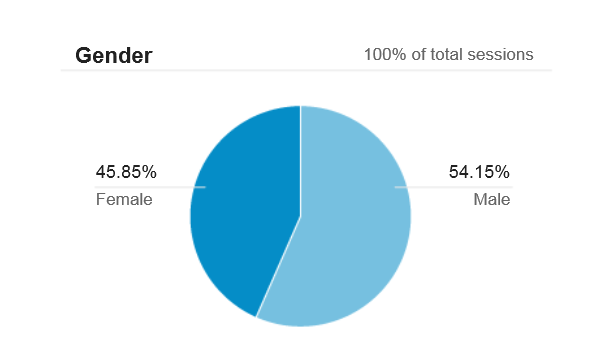 Gender
100% of total sessions
45.85%
Female
54.15%
Male